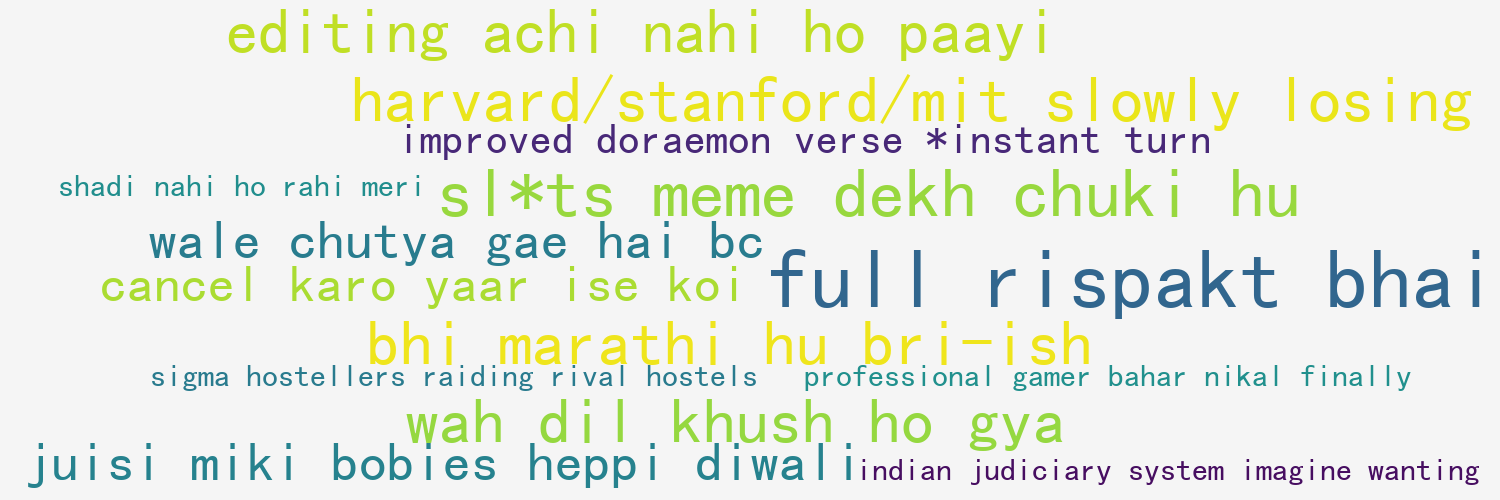 editing achi nahi ho paayi
harvard/stanford/mit slowly losing
improved doraemon verse *instant turn
shadi nahi ho rahi meri
sl*ts meme dekh chuki hu
wale chutya gae hai bc
full rispakt bhai
cancel karo yaar ise koi
bhi marathi hu bri-ish
sigma hostellers raiding rival hostels
professional gamer bahar nikal finally
wah dil khush ho gya
juisi miki bobies heppi diwali
indian judiciary system imagine wanting